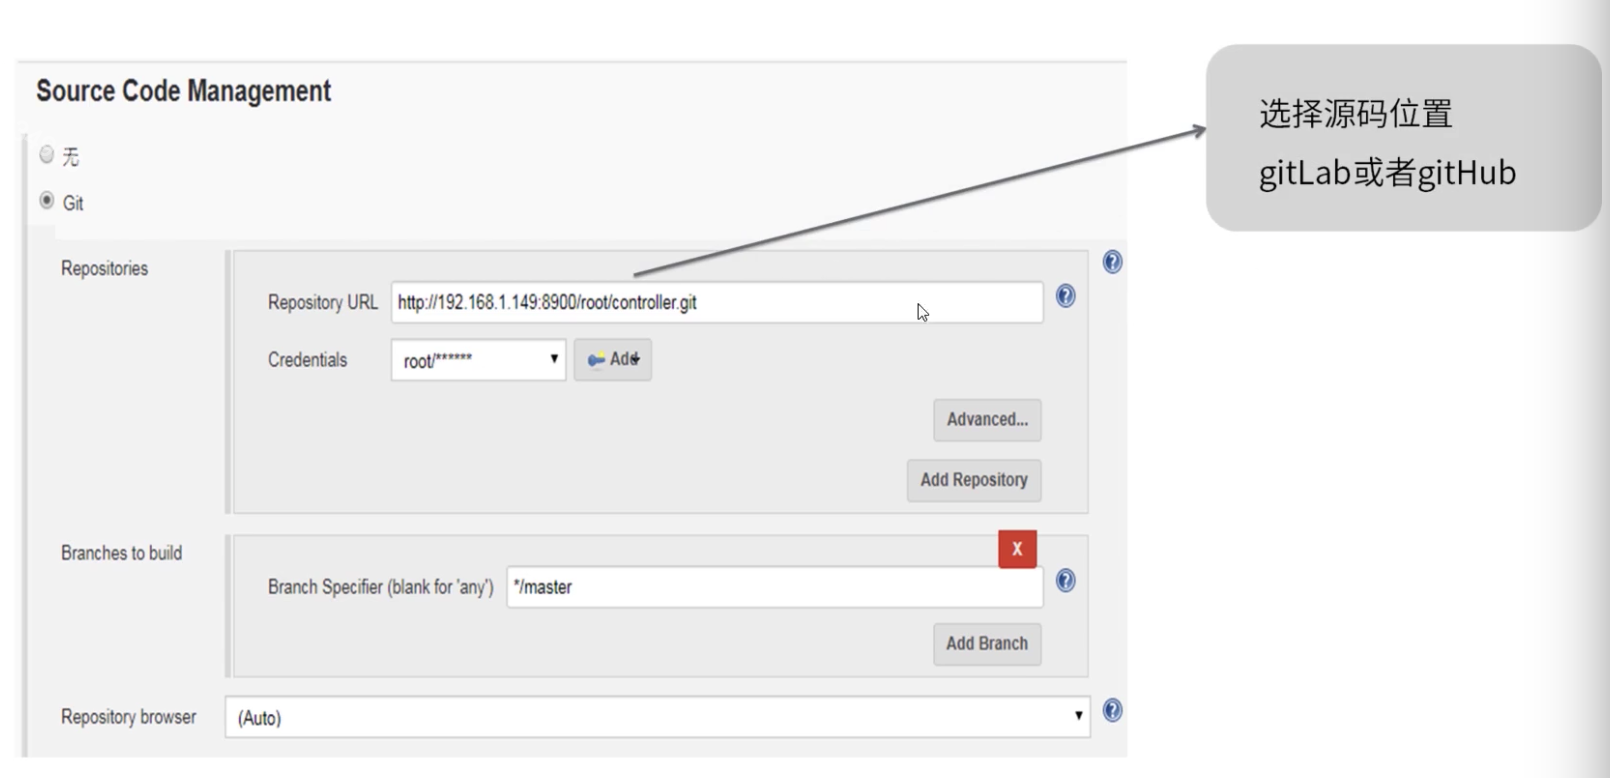 Source Code Management
选择源码位置
gitLab或者gitHub
无
Git
Repositories
Repository URL http://192.168.1.149:8900/root/controller.git
Credentials root/****** Add
Advanced...
Add Repository
Branches to build
X
Branch Specifier (blank for 'any') */master
Add Branch
Repository browser (Auto)